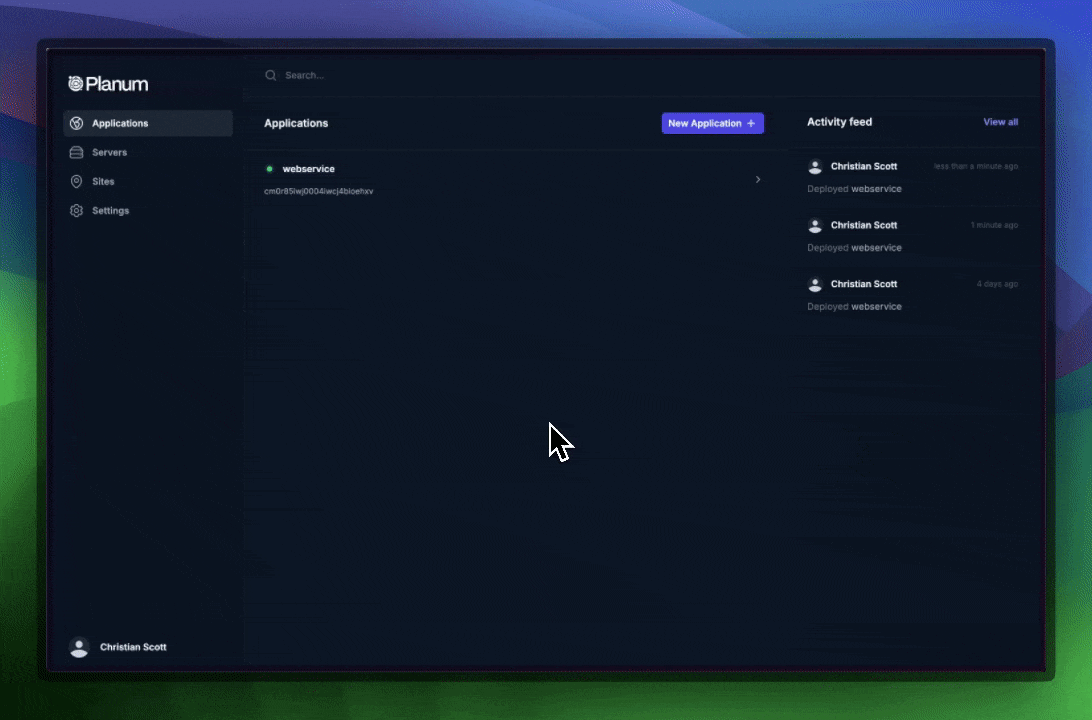 Planum
Applications
Servers
Sites
Settings
Christian Scott
Search...
Applications
New Application +
webservice
cm0r85iwj0004iwcj4bloehxv
Activity feed
View all
Christian Scott
less than a minute ago
Deployed webservice
Christian Scott
1 minute ago
Deployed webservice
Christian Scott
4 days ago
Deployed webservice